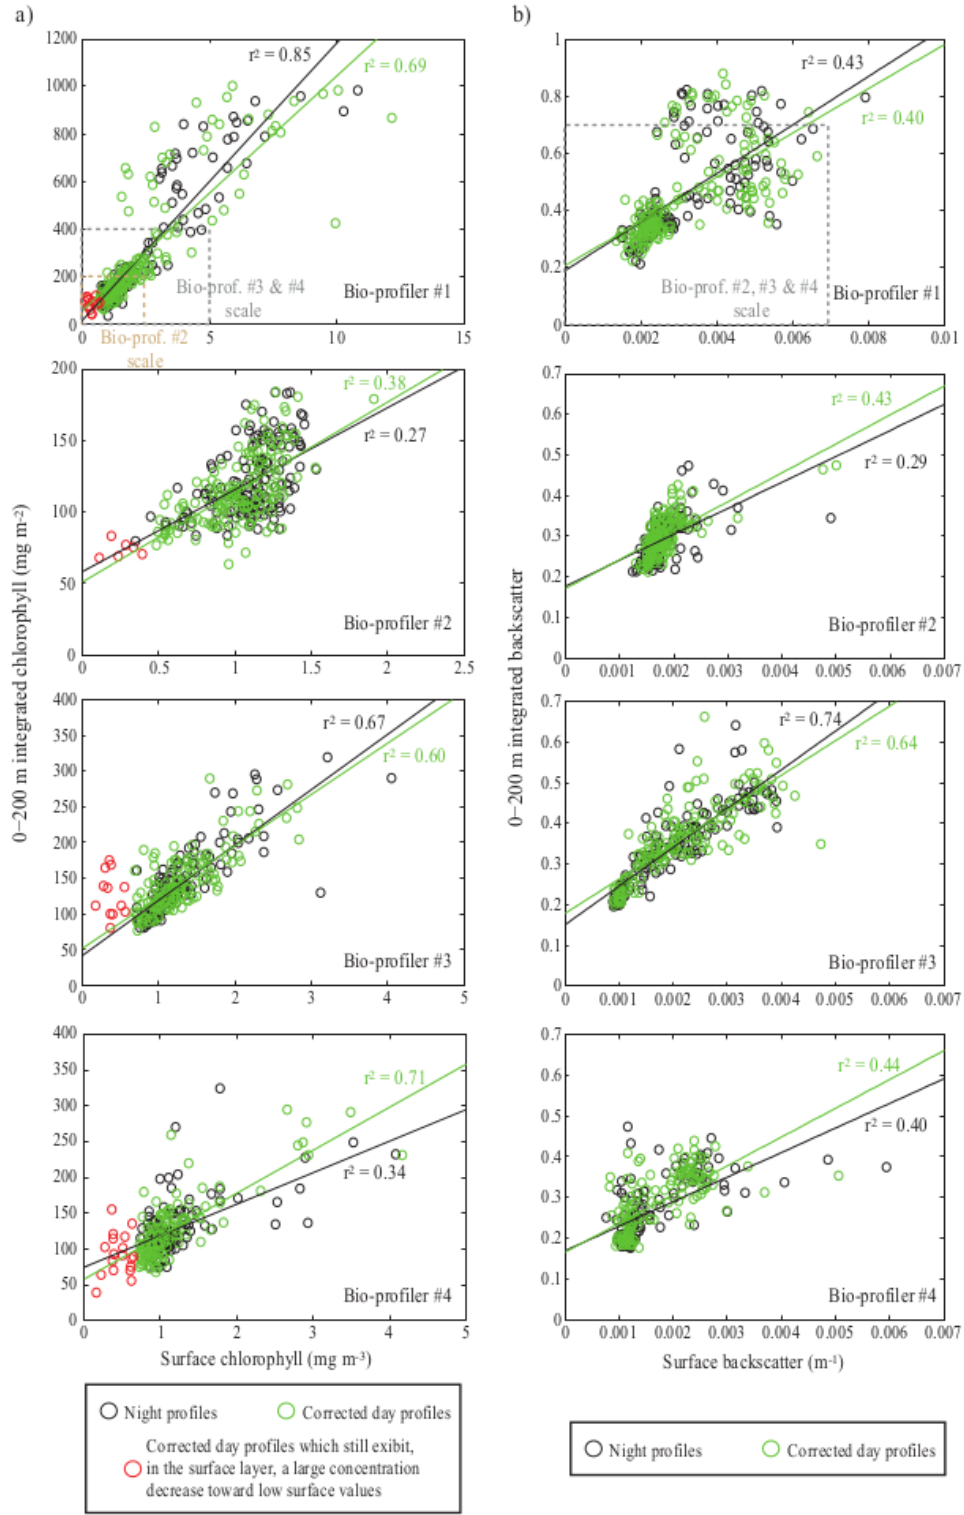 a)
b)
1200
1000
800
600
400
200
0
0
5
10
15
r² = 0.85
r² = 0.69
Bio-prof. #3 & #4
scale
Bio-profiler #1
Bio-prof. #2
scale
1
0.8
0.6
0.4
0.2
0
0
0.002
0.004
0.006
0.008
0.01
r² = 0.43
r² = 0.40
Bio-prof. #2, #3 & #4
scale
Bio-profiler #1
0−200 m integrated chlorophyll (mg m⁻²)
200
150
100
50
0
0
0.5
1
1.5
2
2.5
r² = 0.38
r² = 0.27
Bio-profiler #2
0−200 m integrated backscatter
0.7
0.6
0.5
0.4
0.3
0.2
0.1
0
0
0.001
0.002
0.003
0.004
0.005
0.006
0.007
r² = 0.43
r² = 0.29
Bio-profiler #2
400
350
300
250
200
150
100
50
0
0
1
2
3
4
5
r² = 0.67
r² = 0.60
Bio-profiler #3
0.7
0.6
0.5
0.4
0.3
0.2
0.1
0
0
0.001
0.002
0.003
0.004
0.005
0.006
0.007
r² = 0.74
r² = 0.64
Bio-profiler #3
400
350
300
250
200
150
100
50
0
0
1
2
3
4
5
r² = 0.71
r² = 0.34
Bio-profiler #4
Surface chlorophyll (mg m⁻³)
0.7
0.6
0.5
0.4
0.3
0.2
0.1
0
0
0.001
0.002
0.003
0.004
0.005
0.006
0.007
r² = 0.44
r² = 0.40
Bio-profiler #4
Surface backscatter (m⁻¹)
Night profiles
Corrected day profiles
Corrected day profiles which still exibit,
in the surface layer, a large concentration
decrease toward low surface values
Night profiles
Corrected day profiles